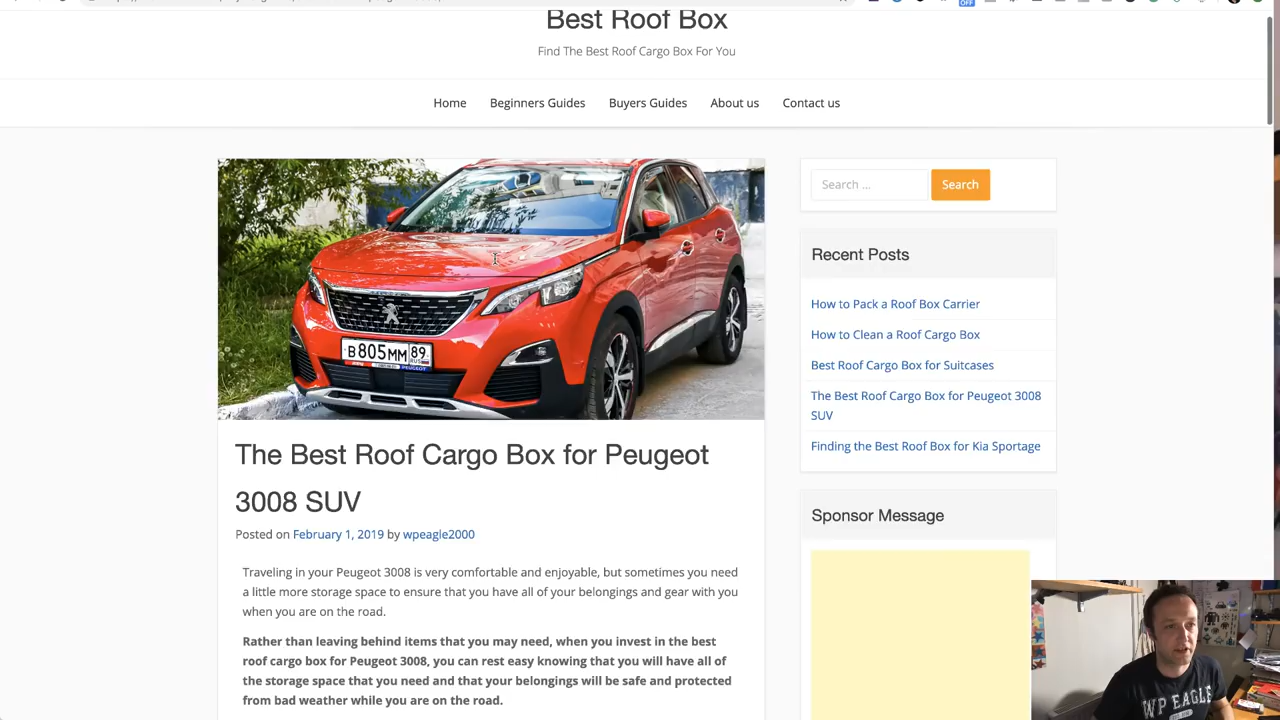 Best Roof Box
Find The Best Roof Cargo Box For You
Home Beginners Guides Buyers Guides About us Contact us
B805MM 89
RUS
PEUGEOT
The Best Roof Cargo Box for Peugeot
3008 SUV
Posted on February 1, 2019 by wpeagle2000
Traveling in your Peugeot 3008 is very comfortable and enjoyable, but sometimes you need
a little more storage space to ensure that you have all of your belongings and gear with you
when you are on the road.
Rather than leaving behind items that you may need, when you invest in the best
roof cargo box for Peugeot 3008, you can rest easy knowing that you will have all of
the storage space that you need and that your belongings will be safe and protected
from bad weather while you are on the road.
Search ... Search
Recent Posts
How to Pack a Roof Box Carrier
How to Clean a Roof Cargo Box
Best Roof Cargo Box for Suitcases
The Best Roof Cargo Box for Peugeot 3008
SUV
Finding the Best Roof Box for Kia Sportage
Sponsor Message
WP EAGLE
OFF